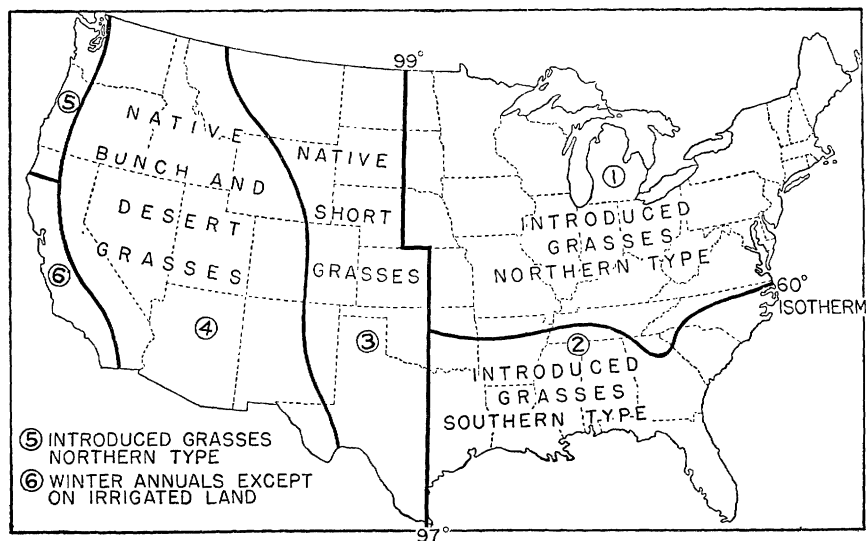 99°
⑤
NATIVE
BUNCH AND
DESERT
GRASSES
④
NATIVE
SHORT
GRASSES
③
①
INTRODUCED
GRASSES
NORTHERN TYPE
60°
ISOTHERM
②
INTRODUCED
GRASSES
SOUTHERN TYPE
⑥
⑤ INTRODUCED GRASSES
NORTHERN TYPE
⑥ WINTER ANNUALS EXCEPT
ON IRRIGATED LAND
97°